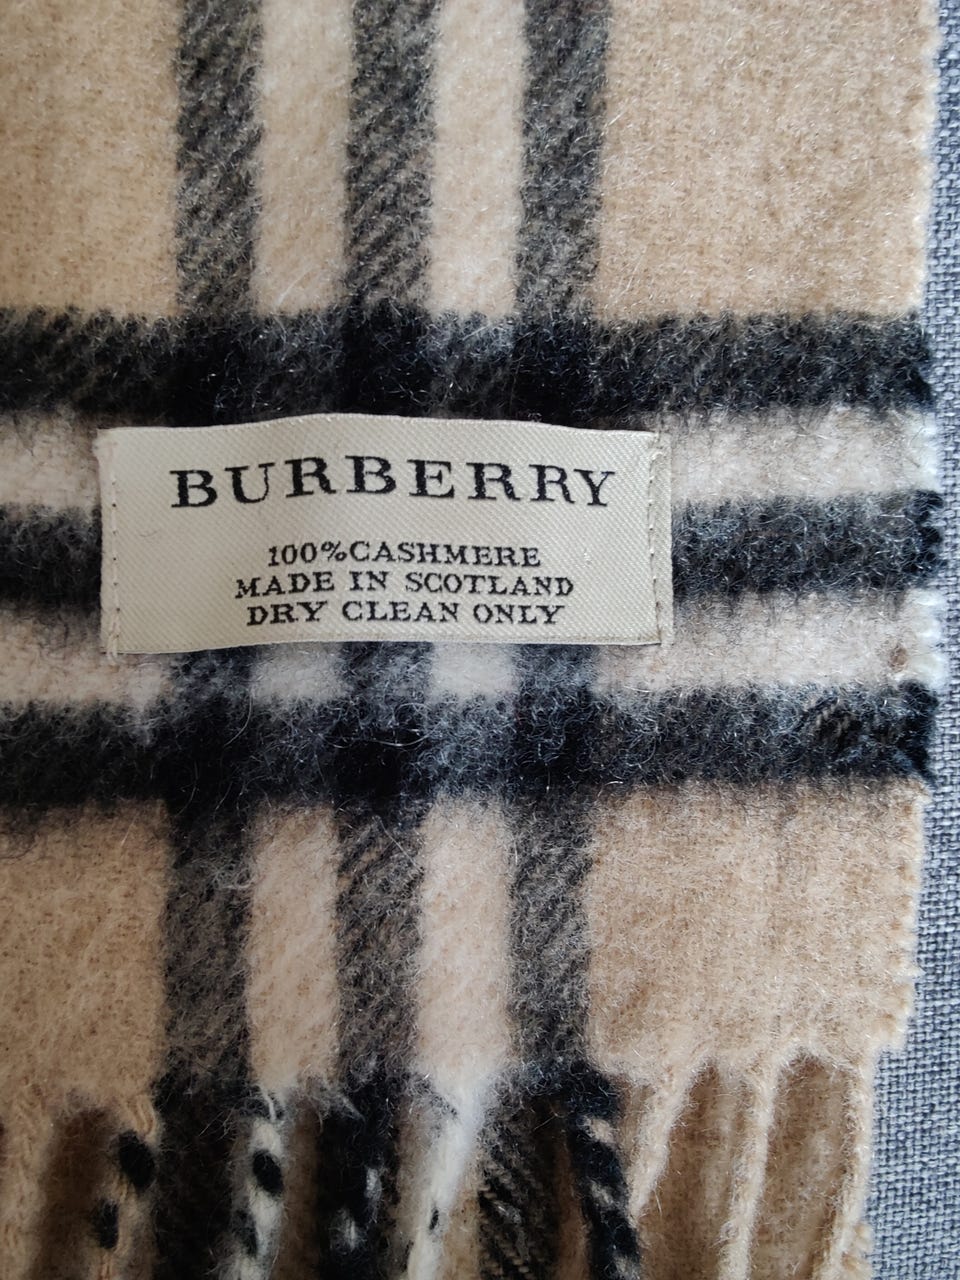 BURBERRY
100%CASHMERE
MADE IN SCOTLAND
DRY CLEAN ONLY